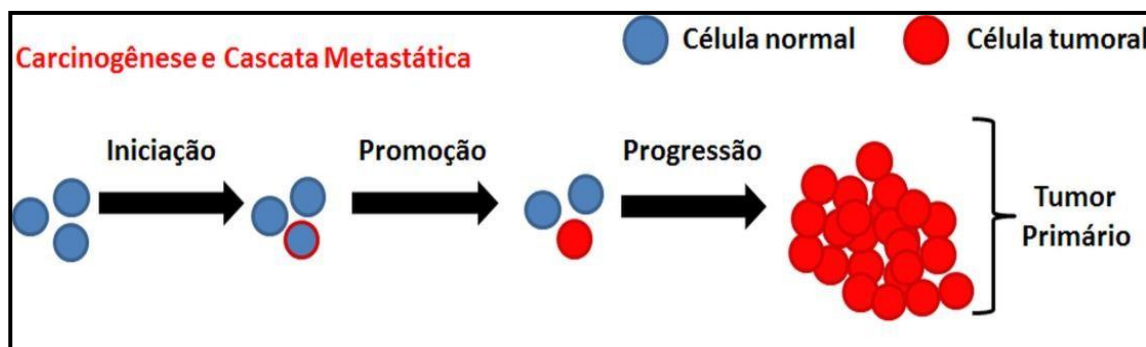 Carcinogênese e Cascata Metastática
Célula normal
Célula tumoral
Iniciação
Promoção
Progressão
Tumor
Primário